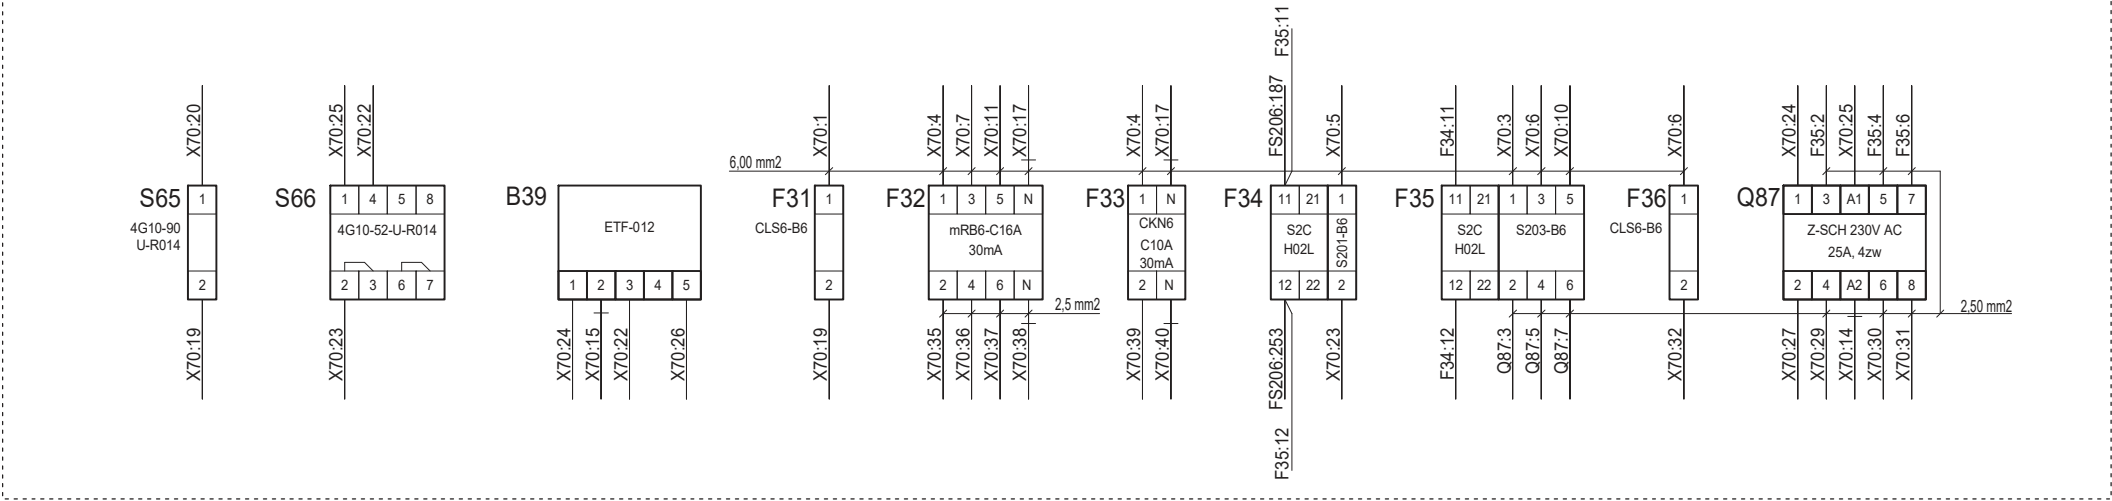 F35:11
X70:20
X70:25
X70:22
X70:1
X70:4
X70:7
X70:11
X70:17
X70:4
X70:17
FS206:187
X70:5
F34:11
X70:3
X70:6
X70:10
X70:6
X70:24
F35:2
X70:25
F35:4
F35:6
6,00 mm2
S65
1
4G10-90
U-R014
2
S66
1 4 5 8
4G10-52-U-R014
2 3 6 7
B39
ETF-012
1 2 3 4 5
F31
1
CLS6-B6
2
F32
1 3 5 N
mRB6-C16A
30mA
2 4 6 N
F33
1 N
CKN6
C10A
30mA
2 N
F34
11 21 1
S2C
H02L
S201-B6
12 22 2
F35
11 21 1 3 5
S2C
H02L
S203-B6
12 22 2 4 6
F36
1
CLS6-B6
2
Q87
1 3 A1 5 7
Z-SCH 230V AC
25A, 4zw
2 4 A2 6 8
2,5 mm2
2,50 mm2
X70:19
X70:23
X70:24
X70:15
X70:22
X70:26
X70:19
X70:35
X70:36
X70:37
X70:38
X70:39
X70:40
FS206:253
X70:23
F34:12
Q87:3
Q87:5
Q87:7
X70:32
X70:27
X70:29
X70:14
X70:30
X70:31
F35:12